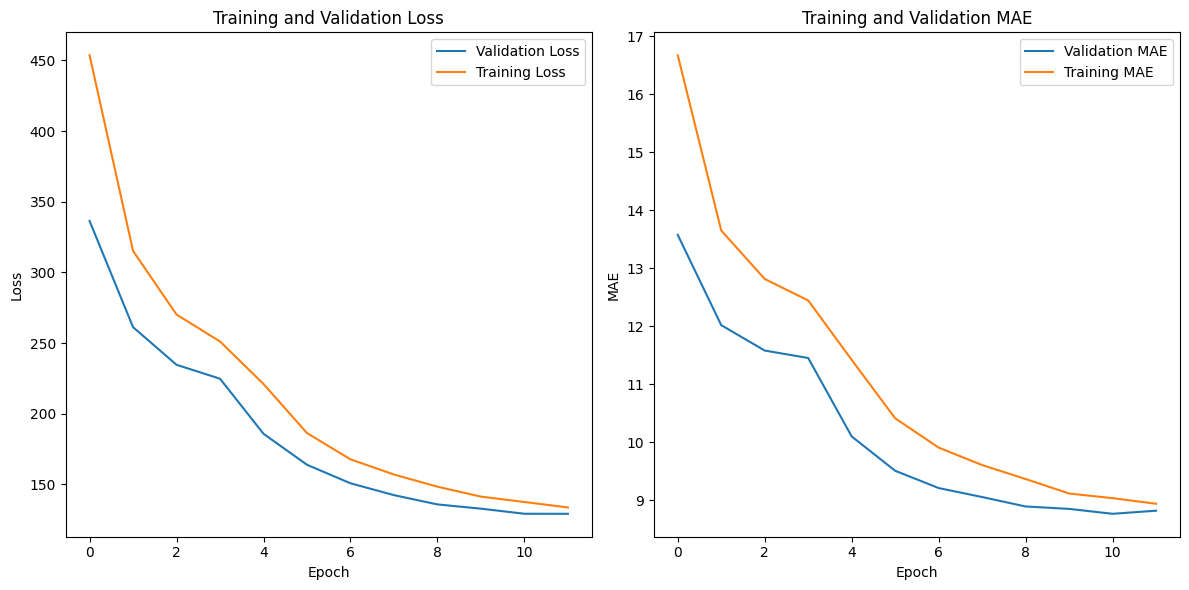 Training and Validation Loss
Validation Loss
Training Loss
450
400
350
300
250
200
150
Loss
0
2
4
6
8
10
Epoch
Training and Validation MAE
Validation MAE
Training MAE
17
16
15
14
13
12
11
10
9
MAE
0
2
4
6
8
10
Epoch